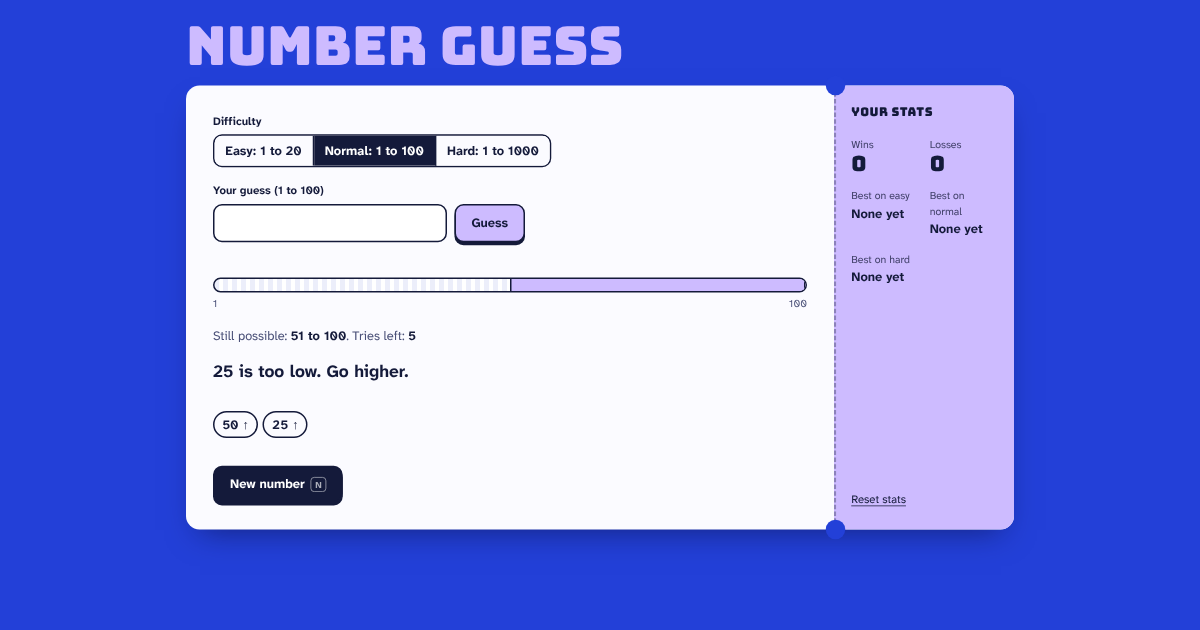 NUMBER GUESS
Difficulty
Easy: 1 to 20 Normal: 1 to 100 Hard: 1 to 1000
Your guess (1 to 100)
Guess
1 100
Still possible: 51 to 100. Tries left: 5
25 is too low. Go higher.
50 ↑ 25 ↑
New number N
YOUR STATS
Wins Losses
0 0
Best on easy Best on
normal
None yet None yet
Best on hard
None yet
Reset stats